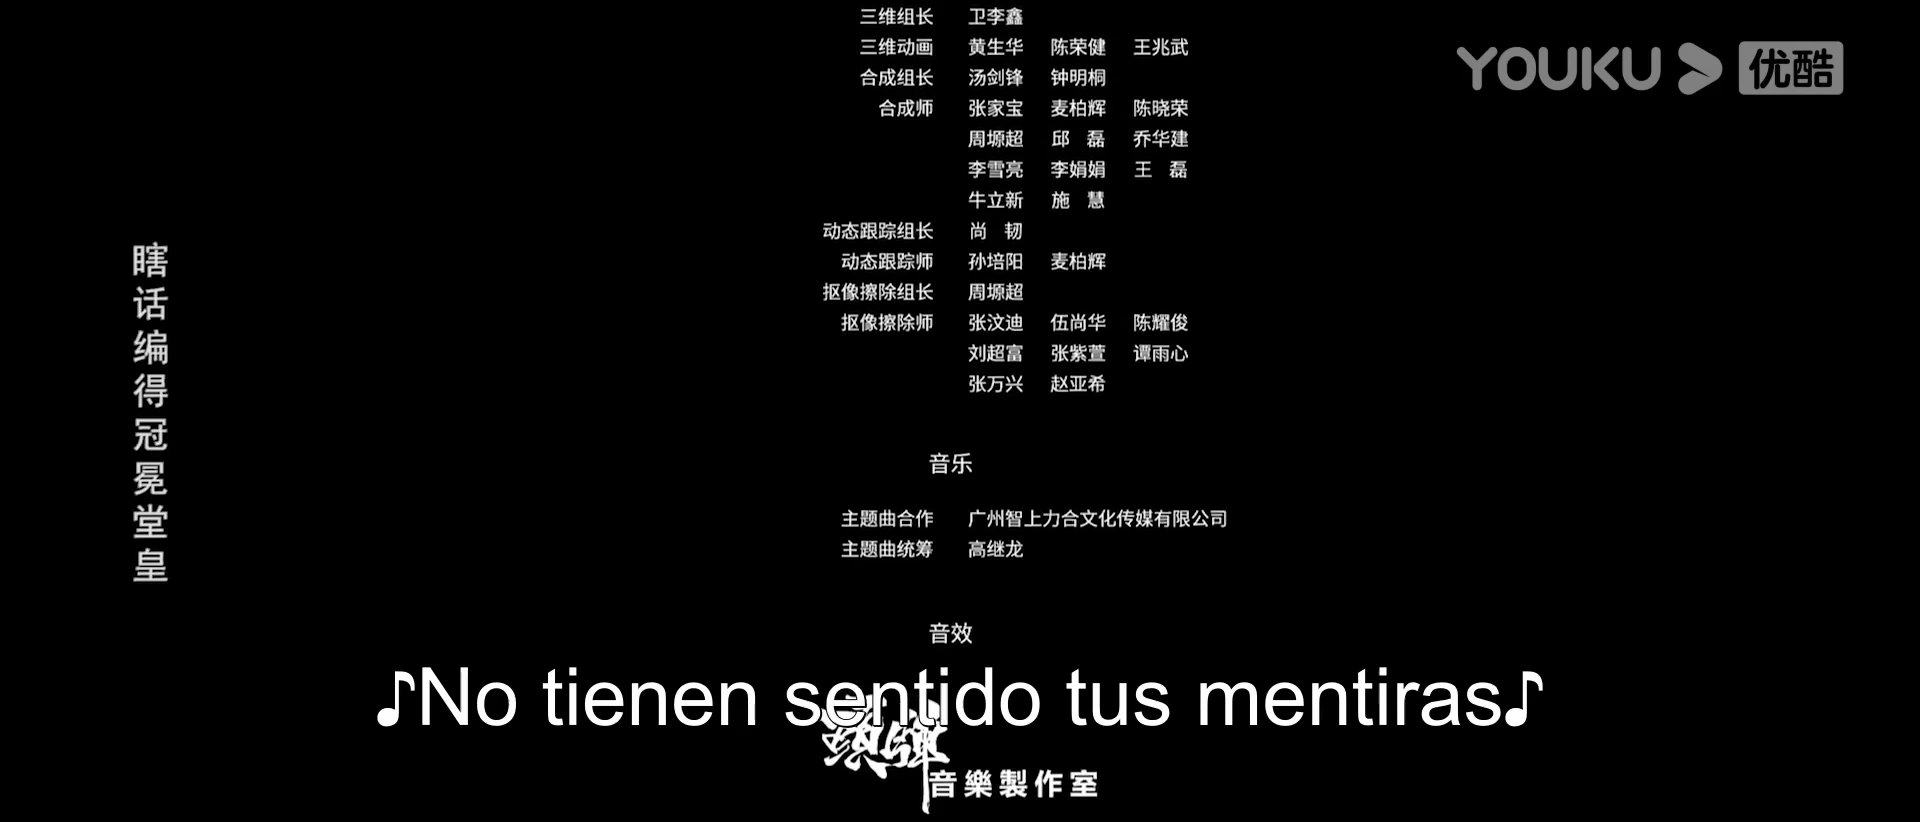 三维组长 卫李鑫
三维动画 黄生华 陈荣健 王兆武
合成组长 汤剑锋 钟明桐
合成师 张家宝 麦柏辉 陈晓荣
周塬超 邱 磊 乔华建
李雪亮 李娟娟 王 磊
牛立新 施 慧
动态跟踪组长 尚 韧
动态跟踪师 孙培阳 麦柏辉
抠像擦除组长 周塬超
抠像擦除师 张汶迪 伍尚华 陈耀俊
刘超富 张紫萱 谭雨心
张万兴 赵亚希
YOUKU 优酷
瞎话编得冠冕堂皇
音乐
主题曲合作 广州智上力合文化传媒有限公司
主题曲统筹 高继龙
音效
♪No tienen sentido tus mentiras♪
音樂製作室